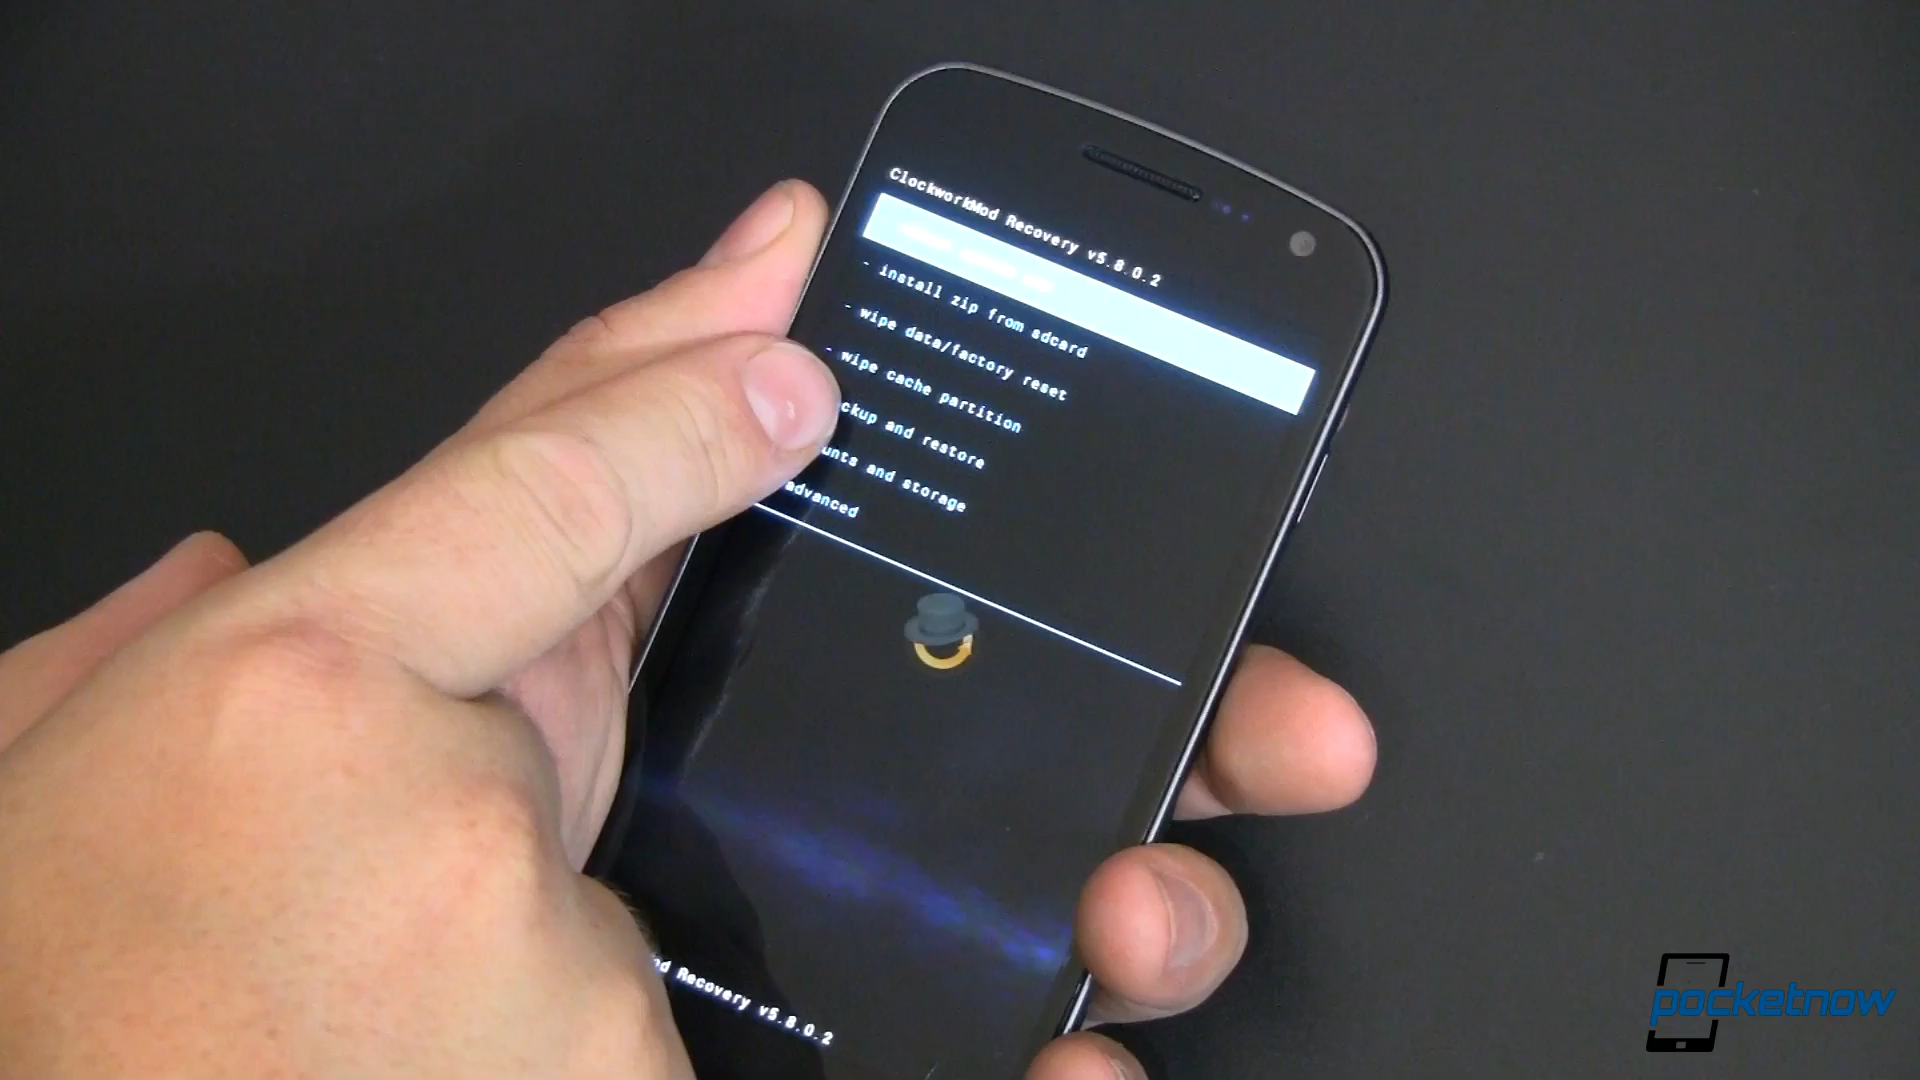 ClockworkMod Recovery v5.8.0.2
- install zip from sdcard
- wipe data/factory reset
- wipe cache partition
ckup and restore
unts and storage
advanced
od Recovery v5.8.0.2
pocketnow